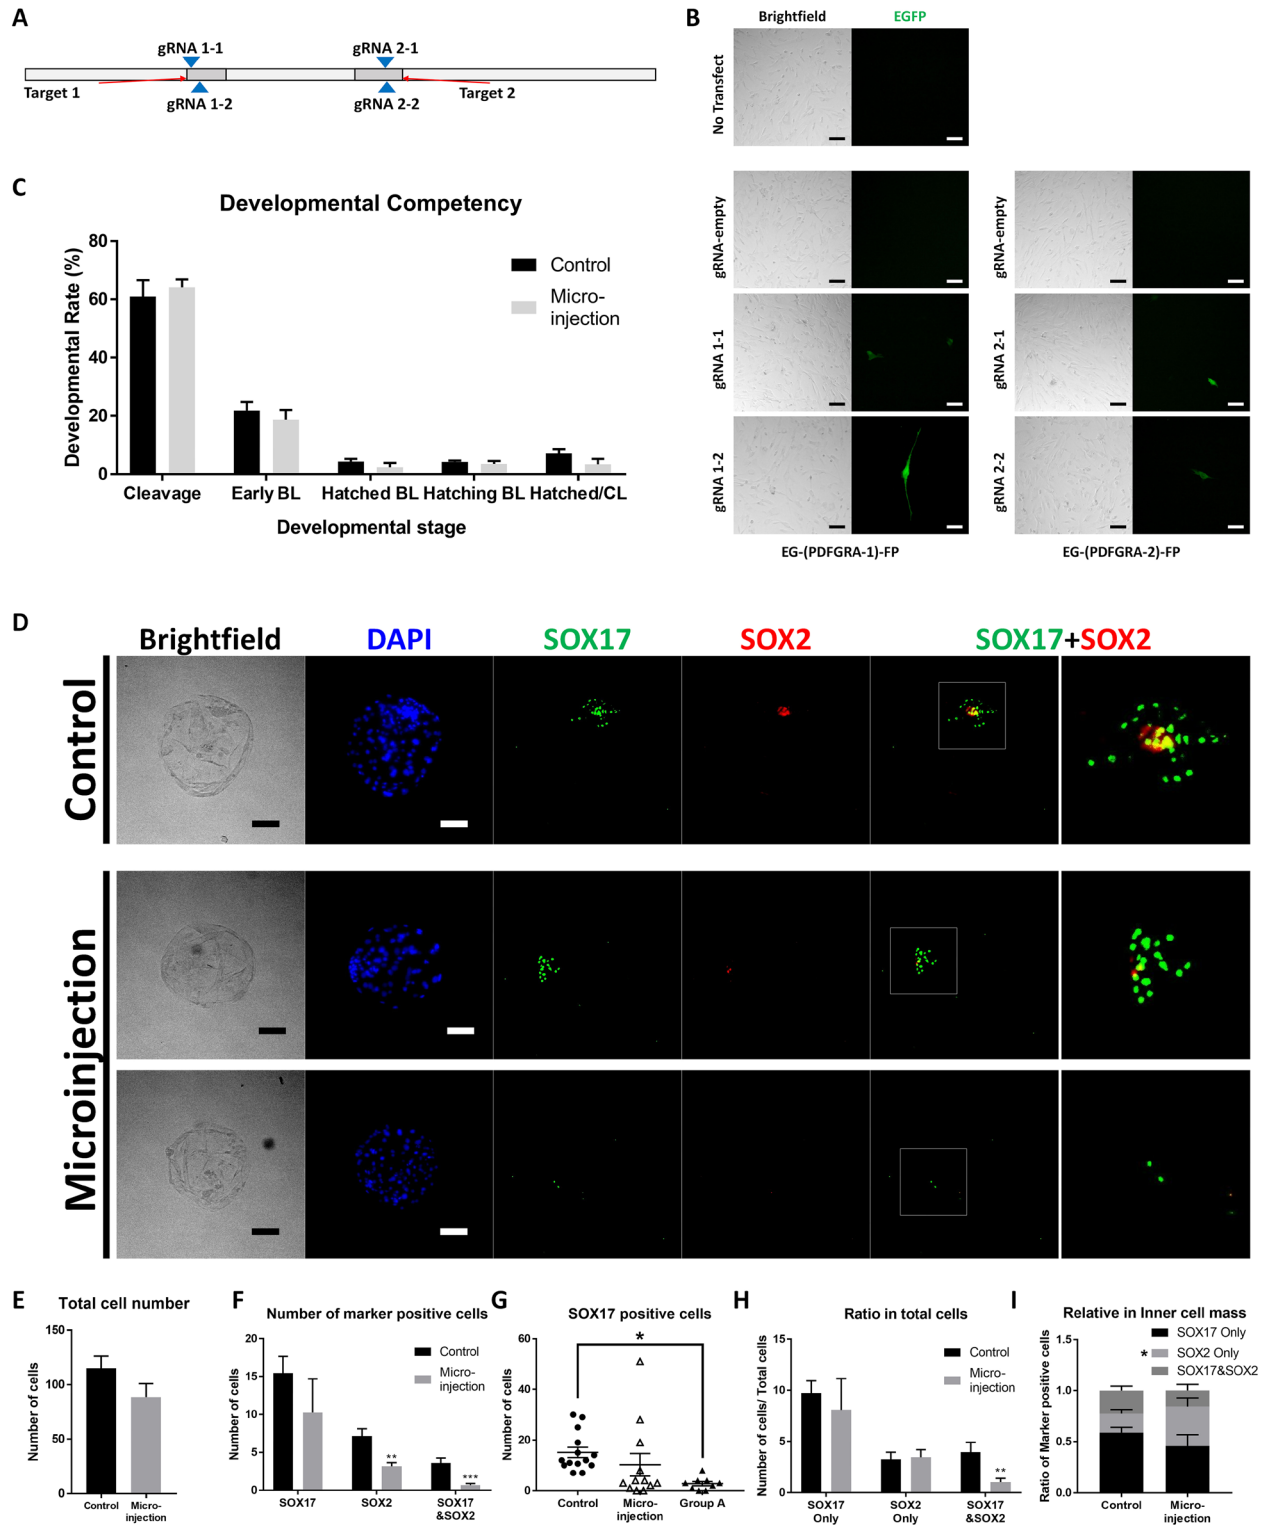 A
gRNA 1-1
gRNA 2-1
Target 1
Target 2
gRNA 1-2
gRNA 2-2
B
Brightfield
EGFP
No Transfect
gRNA-empty
gRNA-empty
gRNA 1-1
gRNA 2-1
gRNA 1-2
gRNA 2-2
EG-(PDFGRA-1)-FP
EG-(PDFGRA-2)-FP
C
Developmental Competency
Developmental Rate (%)
80
60
40
20
0
Control
Micro-
injection
Cleavage
Early BL
Hatched BL
Hatching BL
Hatched/CL
Developmental stage
D
Brightfield
DAPI
SOX17
SOX2
SOX17+SOX2
Control
Microinjection
E
Total cell number
Number of cells
150
100
50
0
Control
Micro-
injection
F
Number of marker positive cells
Number of cells
20
15
10
5
0
Control
Micro-
injection
**
***
SOX17
SOX2
SOX17
&SOX2
G
SOX17 positive cells
Number of cells
60
40
20
0
*
Control
Micro-
injection
Group A
H
Ratio in total cells
Number of cells/ Total cells
15
10
5
0
Control
Micro-
injection
**
SOX17
Only
SOX2
Only
SOX17
&SOX2
I
Relative in Inner cell mass
Ratio of Marker positive cells
1.5
1.0
0.5
0.0
SOX17 Only
* SOX2 Only
SOX17&SOX2
Control
Micro-
injection